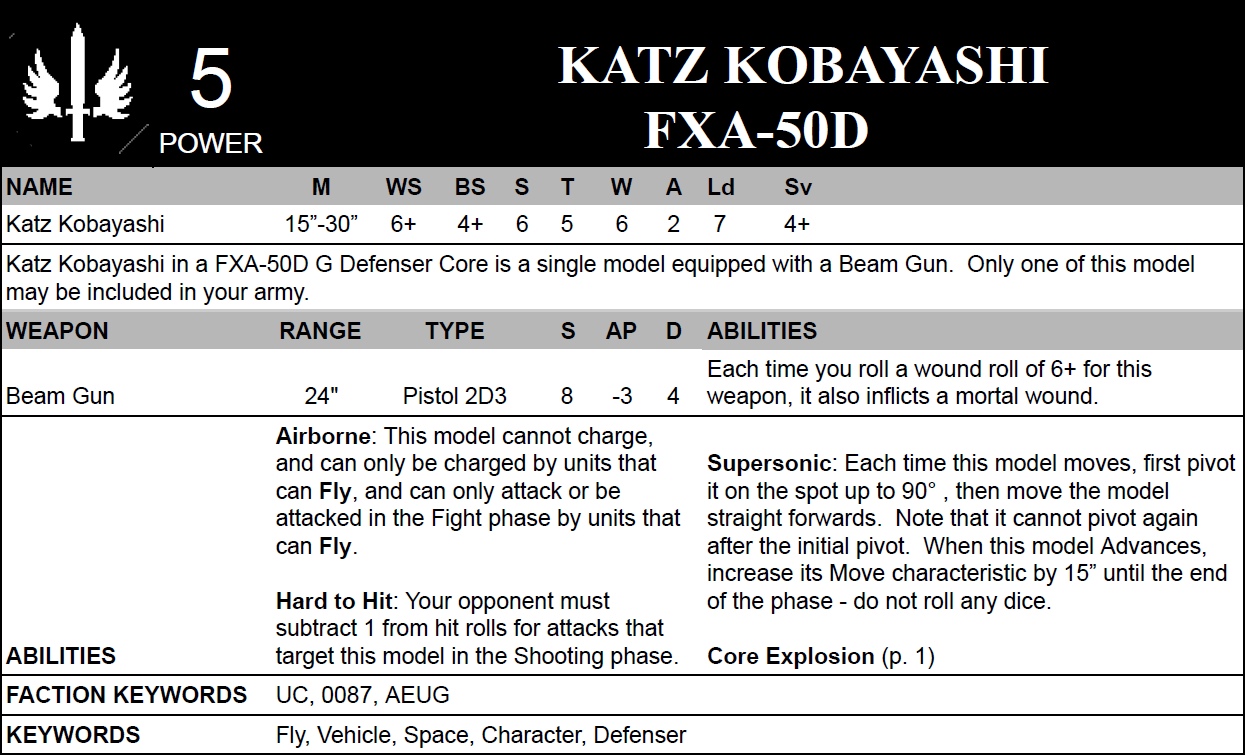 5
POWER
KATZ KOBAYASHI
FXA-50D
NAME M WS BS S T W A Ld Sv
Katz Kobayashi 15”-30” 6+ 4+ 6 5 6 2 7 4+
Katz Kobayashi in a FXA-50D G Defenser Core is a single model equipped with a Beam Gun.  Only one of this model
may be included in your army.
WEAPON RANGE TYPE S AP D ABILITIES
Each time you roll a wound roll of 6+ for this
Beam Gun 24" Pistol 2D3 8 -3 4 weapon, it also inflicts a mortal wound.
ABILITIES
Airborne: This model cannot charge,
and can only be charged by units that
can Fly, and can only attack or be
attacked in the Fight phase by units that
can Fly.
Hard to Hit: Your opponent must
subtract 1 from hit rolls for attacks that
target this model in the Shooting phase.
Supersonic: Each time this model moves, first pivot
it on the spot up to 90° , then move the model
straight forwards.  Note that it cannot pivot again
after the initial pivot.  When this model Advances,
increase its Move characteristic by 15” until the end
of the phase - do not roll any dice.
Core Explosion (p. 1)
FACTION KEYWORDS UC, 0087, AEUG
KEYWORDS Fly, Vehicle, Space, Character, Defenser